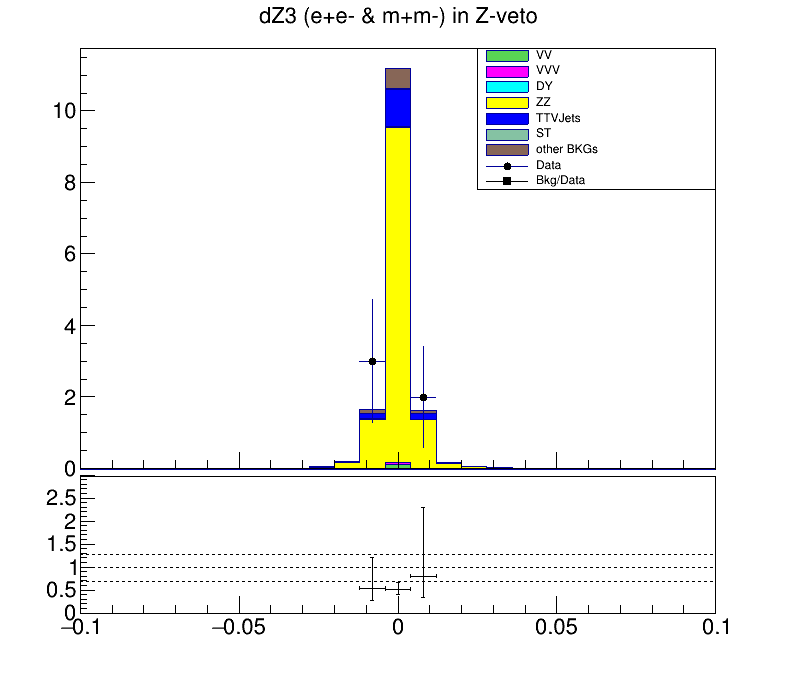 dZ3 (e+e- & m+m-) in Z-veto
VV
VVV
DY
ZZ
TTVJets
ST
other BKGs
Data
Bkg/Data
10
8
6
4
2
0
2.5
2
1.5
1
0.5
0
−0.1 −0.05 0 0.05 0.1